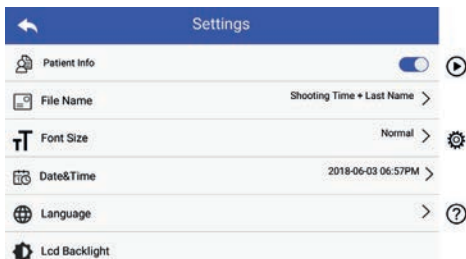 Settings
Patient Info
File Name Shooting Time + Last Name
Font Size Normal
Date&Time 2018-06-03 06:57PM
Language
Lcd Backlight